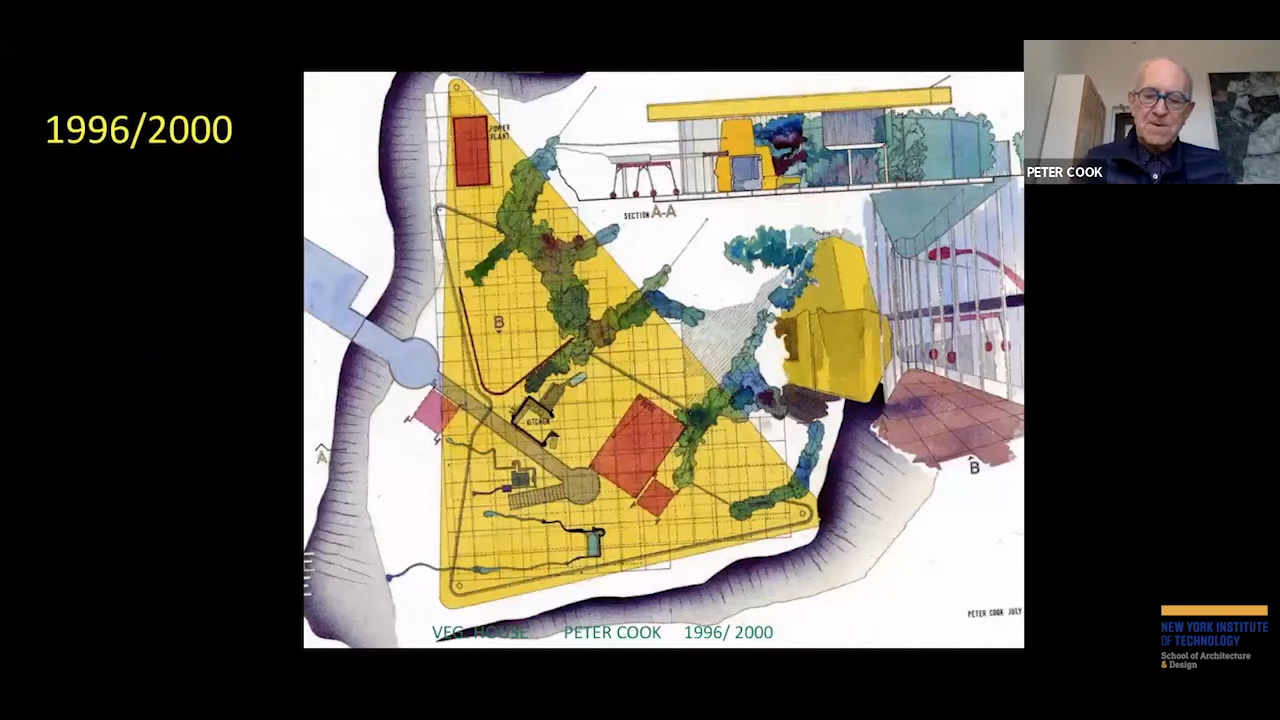 1996/2000
POWER
PLANT
SECTION A-A
B
KITCHEN
A
B
PETER COOK JULY
VEG. HOUSE PETER COOK 1996/ 2000
PETER COOK
NEW YORK INSTITUTE
OF TECHNOLOGY
School of Architecture
& Design